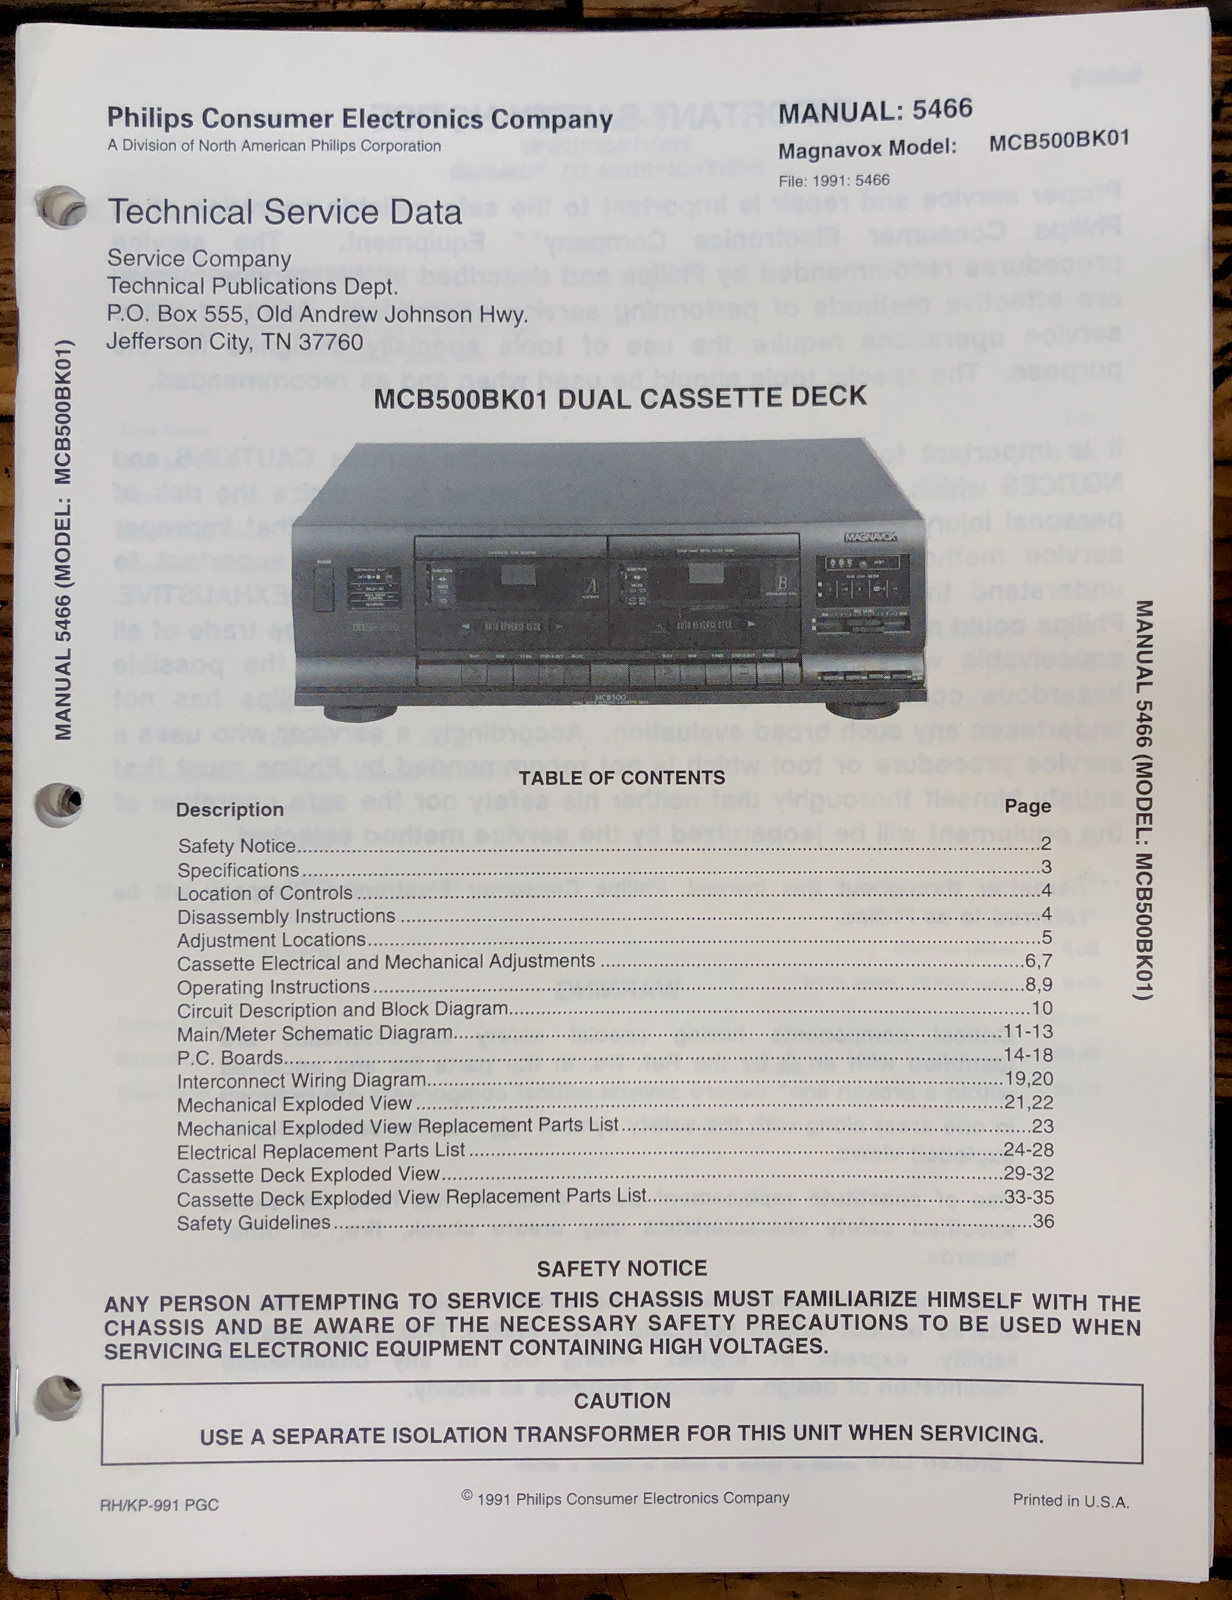 Philips Consumer Electronics Company
A Division of North American Philips Corporation
MANUAL: 5466
Magnavox Model: MCB500BK01
File: 1991: 5466
Technical Service Data
Service Company
Technical Publications Dept.
P.O. Box 555, Old Andrew Johnson Hwy.
Jefferson City, TN 37760
MANUAL 5466 (MODEL: MCB500BK01)
MCB500BK01 DUAL CASSETTE DECK
MAGNAVOX
A
B
AUTO REVERSE DECK
AUTO REVERSE DECK
MCB500
MANUAL 5466 (MODEL: MCB500BK01)
TABLE OF CONTENTS
Description Page
Safety Notice....2
Specifications....3
Location of Controls....4
Disassembly Instructions....4
Adjustment Locations....5
Cassette Electrical and Mechanical Adjustments....6,7
Operating Instructions....8,9
Circuit Description and Block Diagram....10
Main/Meter Schematic Diagram....11-13
P.C. Boards....14-18
Interconnect Wiring Diagram....19,20
Mechanical Exploded View....21,22
Mechanical Exploded View Replacement Parts List....23
Electrical Replacement Parts List....24-28
Cassette Deck Exploded View....29-32
Cassette Deck Exploded View Replacement Parts List....33-35
Safety Guidelines....36
SAFETY NOTICE
ANY PERSON ATTEMPTING TO SERVICE THIS CHASSIS MUST FAMILIARIZE HIMSELF WITH THE
CHASSIS AND BE AWARE OF THE NECESSARY SAFETY PRECAUTIONS TO BE USED WHEN
SERVICING ELECTRONIC EQUIPMENT CONTAINING HIGH VOLTAGES.
CAUTION
USE A SEPARATE ISOLATION TRANSFORMER FOR THIS UNIT WHEN SERVICING.
RH/KP-991 PGC
© 1991 Philips Consumer Electronics Company
Printed in U.S.A.